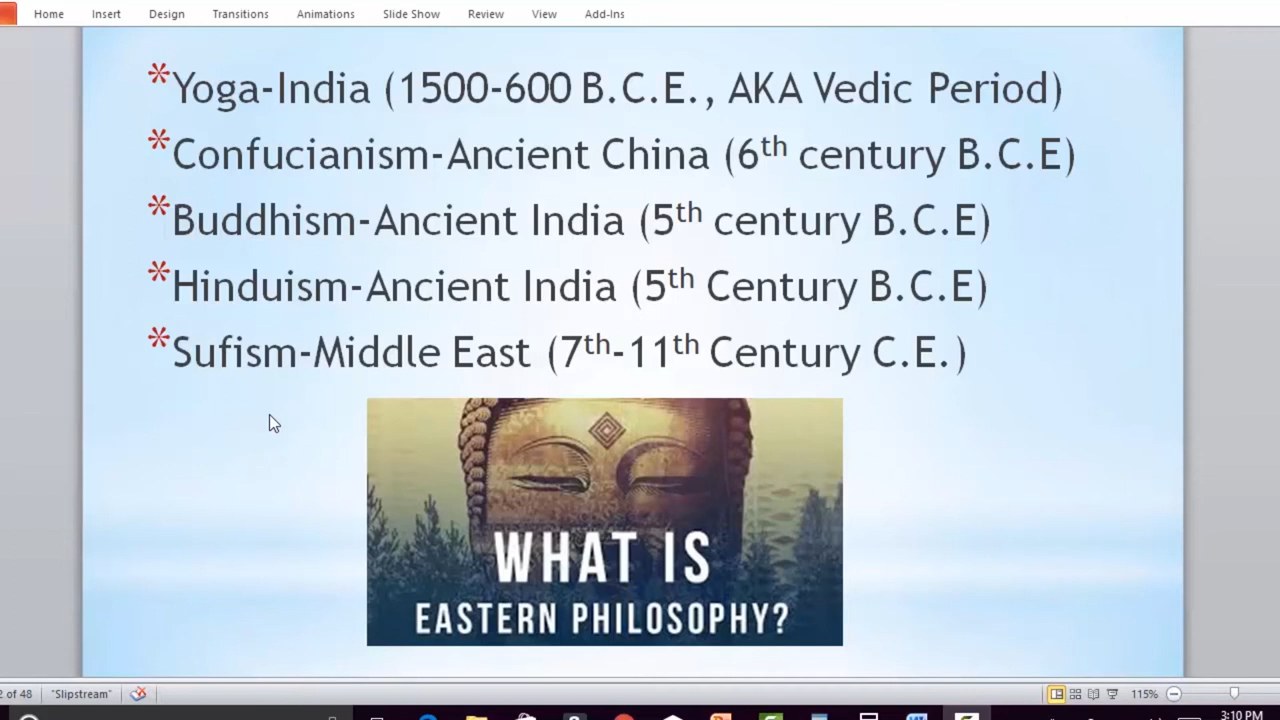 Home Insert Design Transitions Animations Slide Show Review View Add-Ins
*Yoga-India (1500-600 B.C.E., AKA Vedic Period)
*Confucianism-Ancient China (6th century B.C.E)
*Buddhism-Ancient India (5th century B.C.E)
*Hinduism-Ancient India (5th Century B.C.E)
*Sufism-Middle East (7th-11th Century C.E.)
WHAT IS
EASTERN PHILOSOPHY?
2 of 48 "Slipstream" 115%
3:10 PM